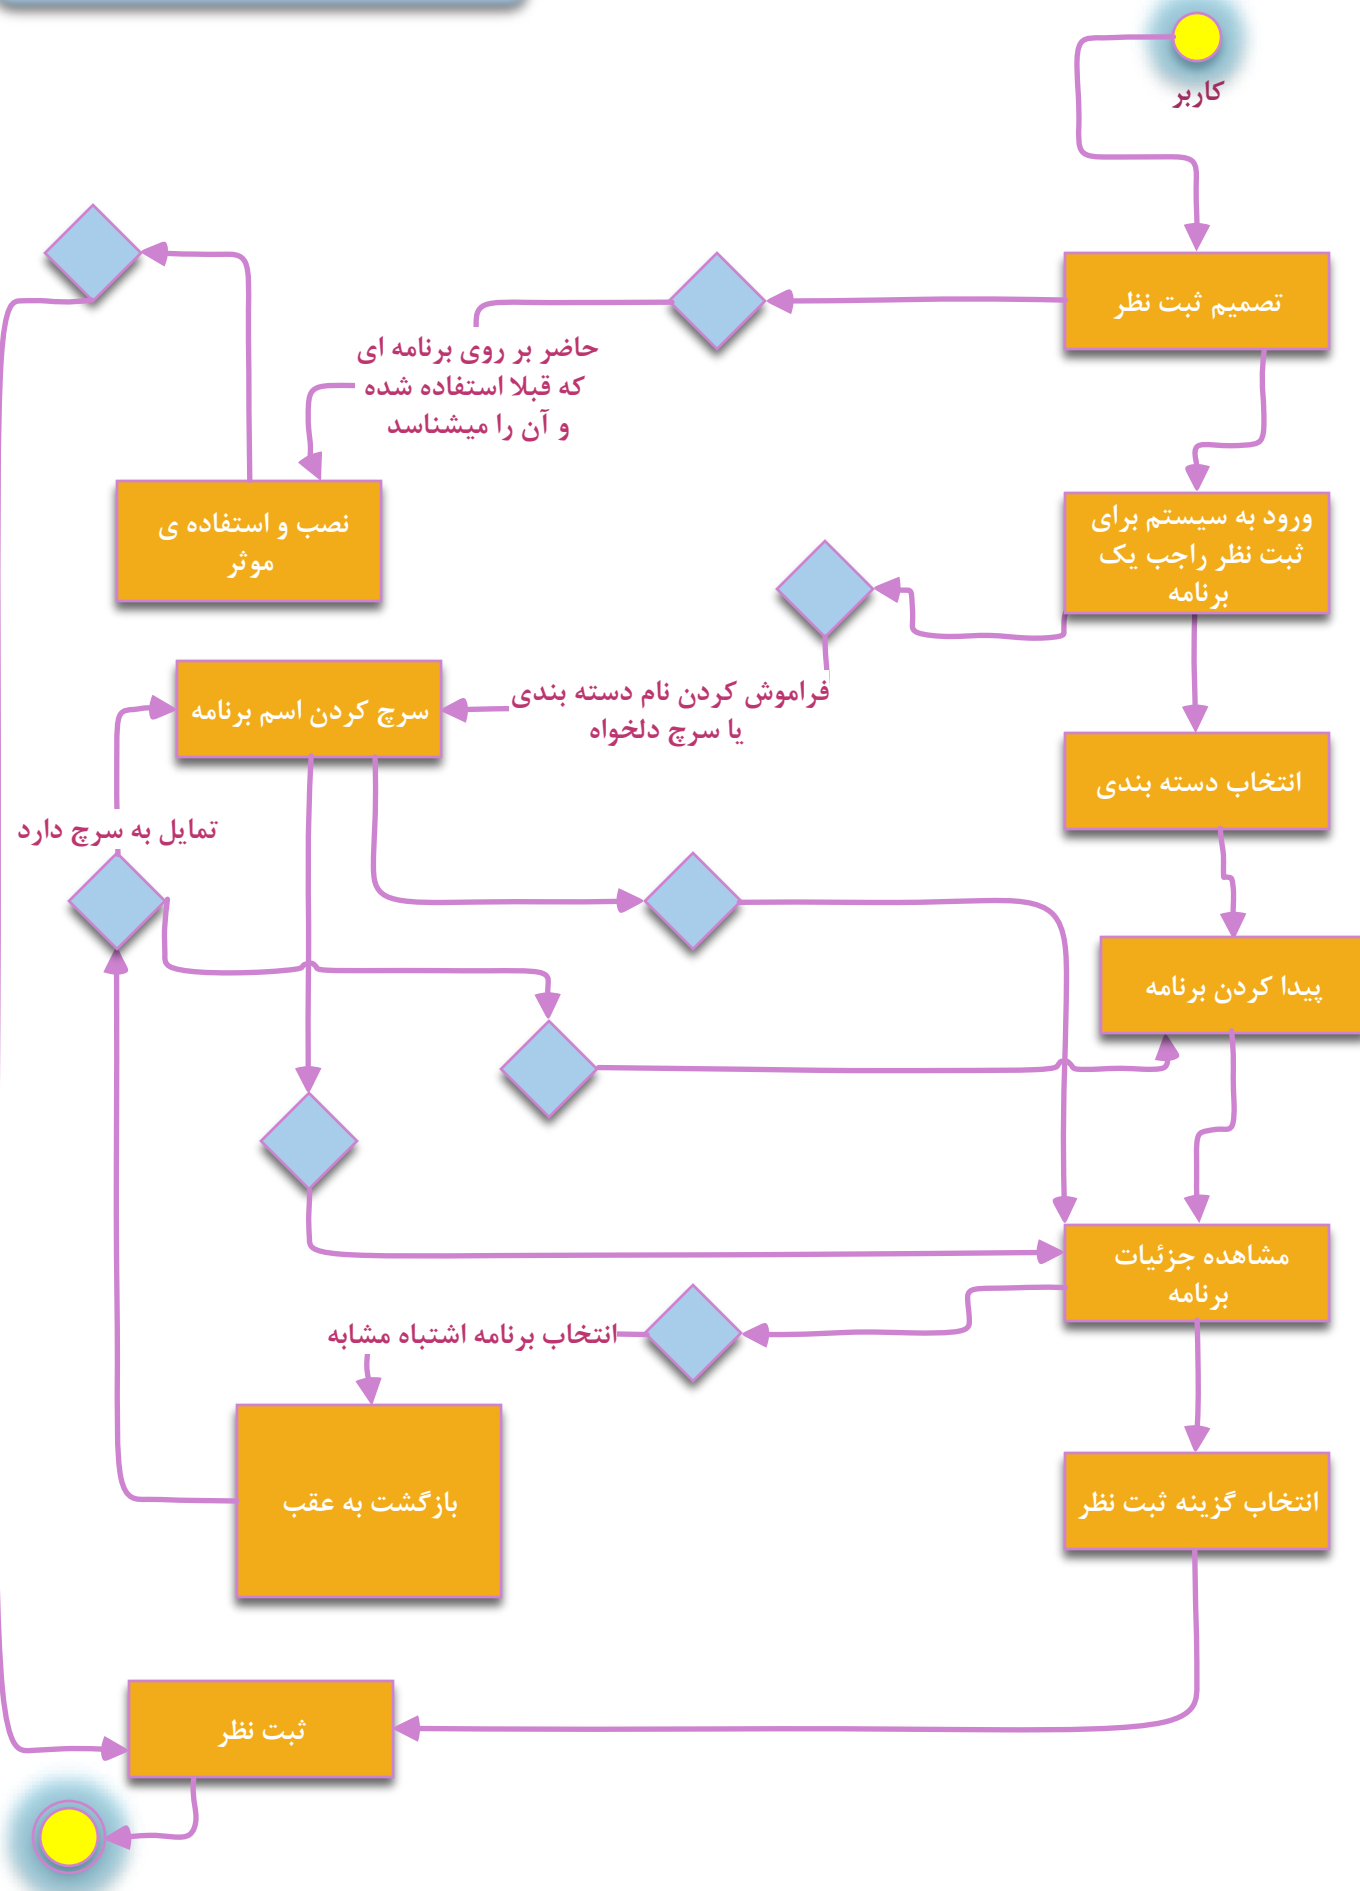 کاربر
تصمیم ثبت نظر
حاضر بر روی برنامه ای
که قبلا استفاده شده
و آن را میشناسد
نصب و استفاده ی
موثر
ورود به سیستم برای
ثبت نظر راجب یک
برنامه
فراموش کردن نام دسته بندی
یا سرچ دلخواه
سرچ کردن اسم برنامه
انتخاب دسته بندی
تمایل به سرچ دارد
پیدا کردن برنامه
مشاهده جزئیات
برنامه
انتخاب برنامه اشتباه مشابه
بازگشت به عقب
انتخاب گزینه ثبت نظر
ثبت نظر